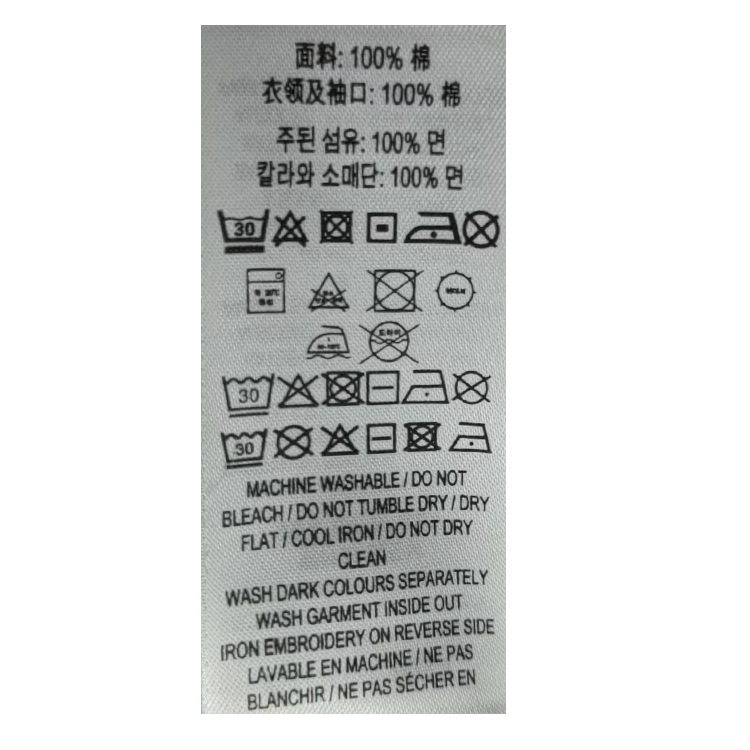 面料: 100% 棉
衣领及袖口: 100% 棉
주된 섬유: 100% 면
칼라와 소매단: 100% 면
30
30
30
MACHINE WASHABLE / DO NOT
BLEACH / DO NOT TUMBLE DRY / DRY
FLAT / COOL IRON / DO NOT DRY
CLEAN
WASH DARK COLOURS SEPARATELY
WASH GARMENT INSIDE OUT
IRON EMBROIDERY ON REVERSE SIDE
LAVABLE EN MACHINE / NE PAS
BLANCHIR / NE PAS SÉCHER EN